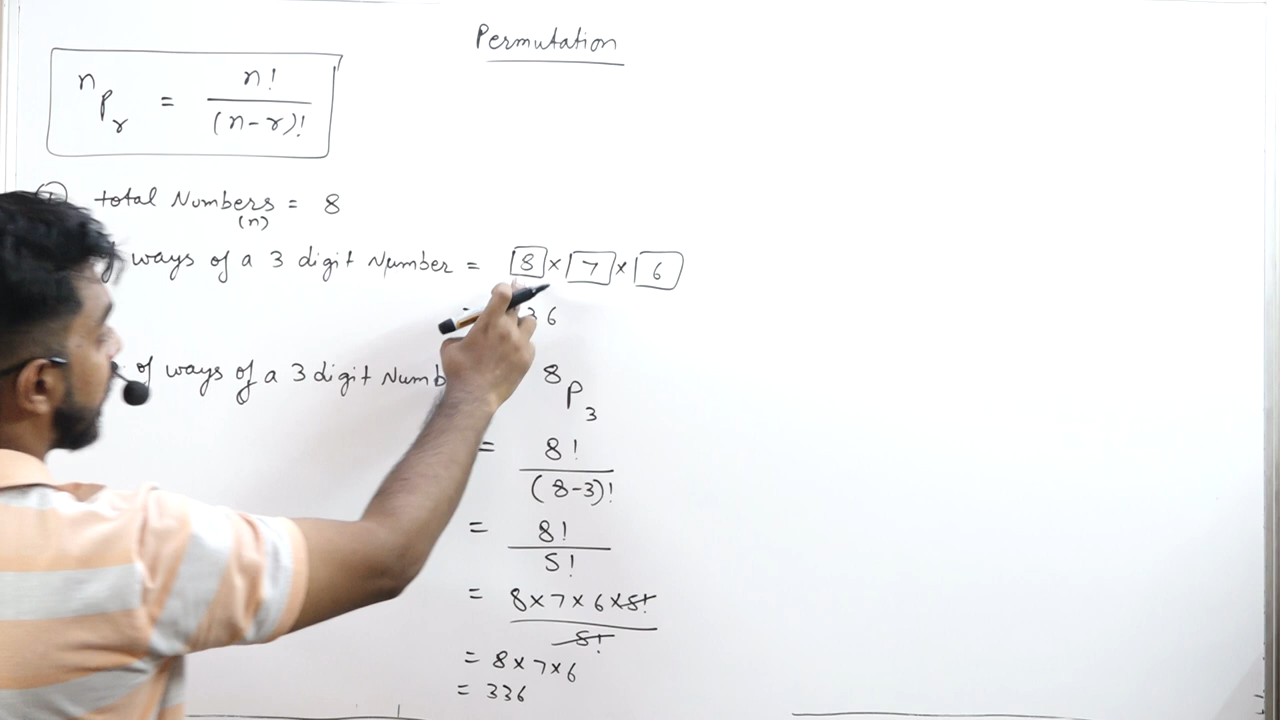 Permutation
nPr = n! / (n-r)!
total Numbers = 8
(n)
ways of a 3 digit Number = 8 × 7 × 6
36
of ways of a 3 digit Numb 8P3
= 8! / (8-3)!
= 8! / 5!
= 8×7×6×5! / 5!
= 8×7×6
= 336